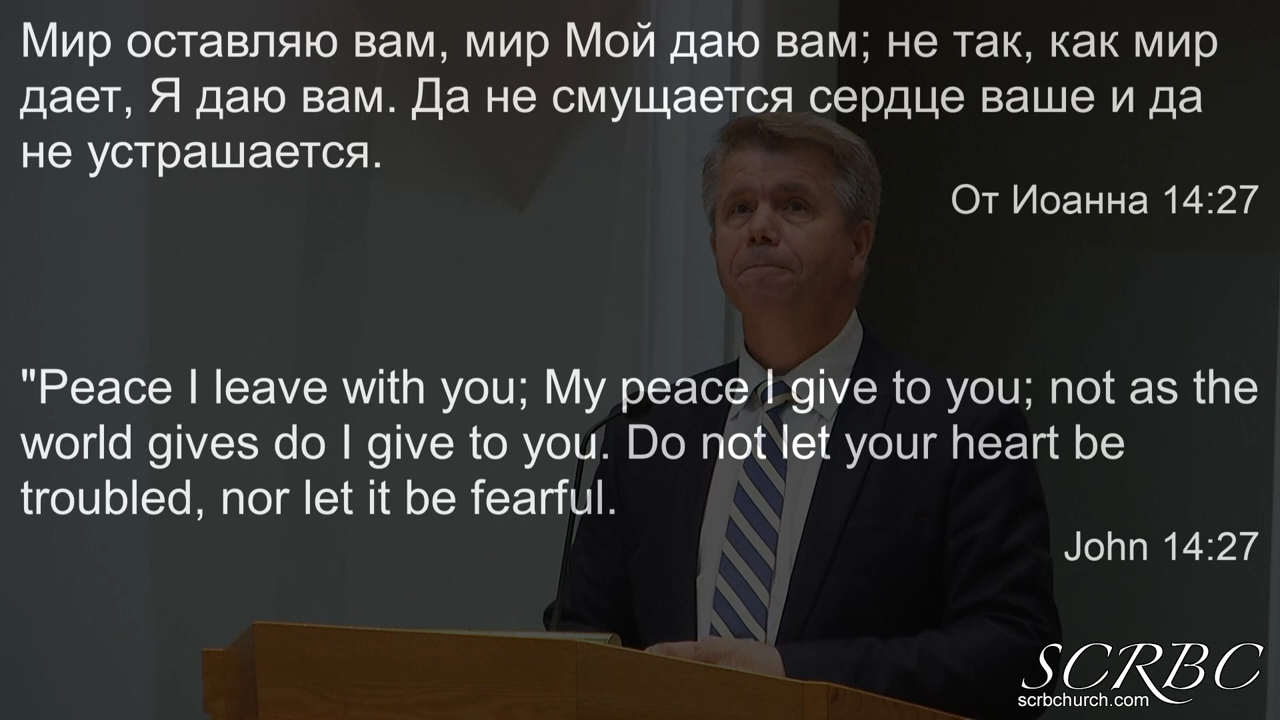 Мир оставляю вам, мир Мой даю вам; не так, как мир
дает, Я даю вам. Да не смущается сердце ваше и да
не устрашается.
От Иоанна 14:27
"Peace I leave with you; My peace I give to you; not as the
world gives do I give to you. Do not let your heart be
troubled, nor let it be fearful.
John 14:27
SCRBC
scrbchurch.com